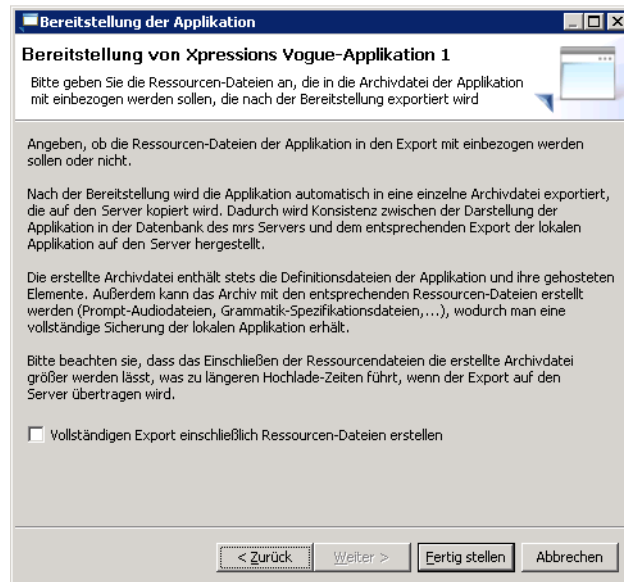 Bereitstellung der Applikation
Bereitstellung von Xpressions Vogue-Applikation 1
Bitte geben Sie die Ressourcen-Dateien an, die in die Archivdatei der Applikation
mit einbezogen werden sollen, die nach der Bereitstellung exportiert wird
Angeben, ob die Ressourcen-Dateien der Applikation in den Export mit einbezogen werden
sollen oder nicht.
Nach der Bereitstellung wird die Applikation automatisch in eine einzelne Archivdatei exportiert,
die auf den Server kopiert wird. Dadurch wird Konsistenz zwischen der Darstellung der
Applikation in der Datenbank des mrs Servers und dem entsprechenden Export der lokalen
Applikation auf den Server hergestellt.
Die erstellte Archivdatei enthält stets die Definitionsdateien der Applikation und ihre gehosteten
Elemente. Außerdem kann das Archiv mit den entsprechenden Ressourcen-Dateien erstellt
werden (Prompt-Audiodateien, Grammatik-Spezifikationsdateien,...), wodurch man eine
vollständige Sicherung der lokalen Applikation erhält.
Bitte beachten sie, dass das Einschließen der Ressourcendateien die erstellte Archivdatei
größer werden lässt, was zu längeren Hochlade-Zeiten führt, wenn der Export auf den
Server übertragen wird.
Vollständigen Export einschließlich Ressourcen-Dateien erstellen
< Zurück Weiter > Fertig stellen Abbrechen